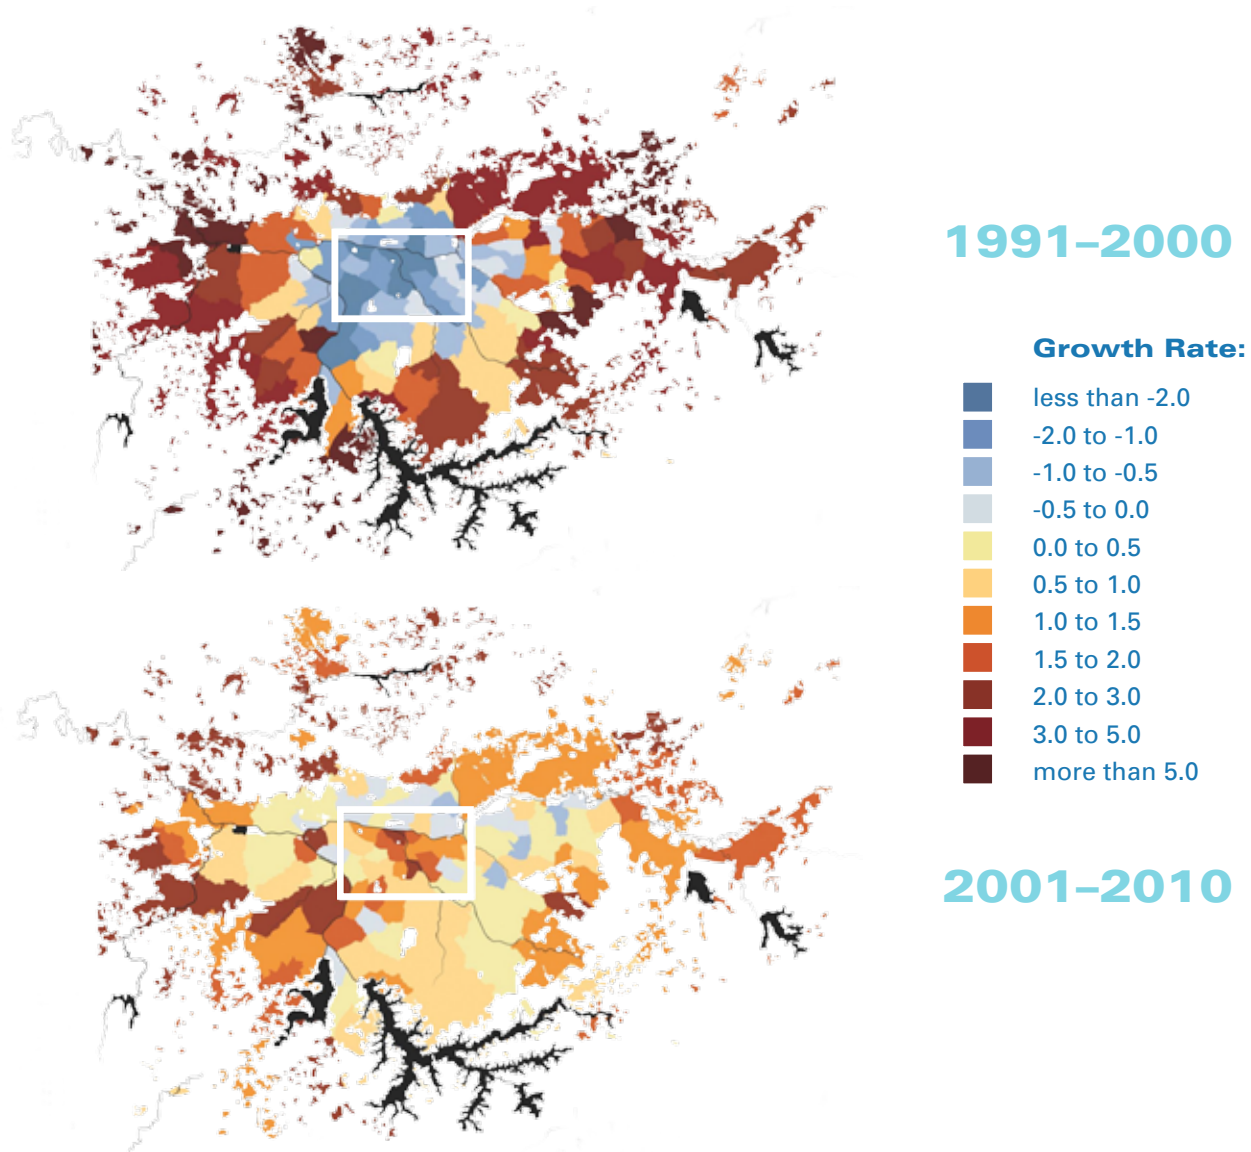 1991–2000
Growth Rate:
less than -2.0
-2.0 to -1.0
-1.0 to -0.5
-0.5 to 0.0
0.0 to 0.5
0.5 to 1.0
1.0 to 1.5
1.5 to 2.0
2.0 to 3.0
3.0 to 5.0
more than 5.0
2001–2010